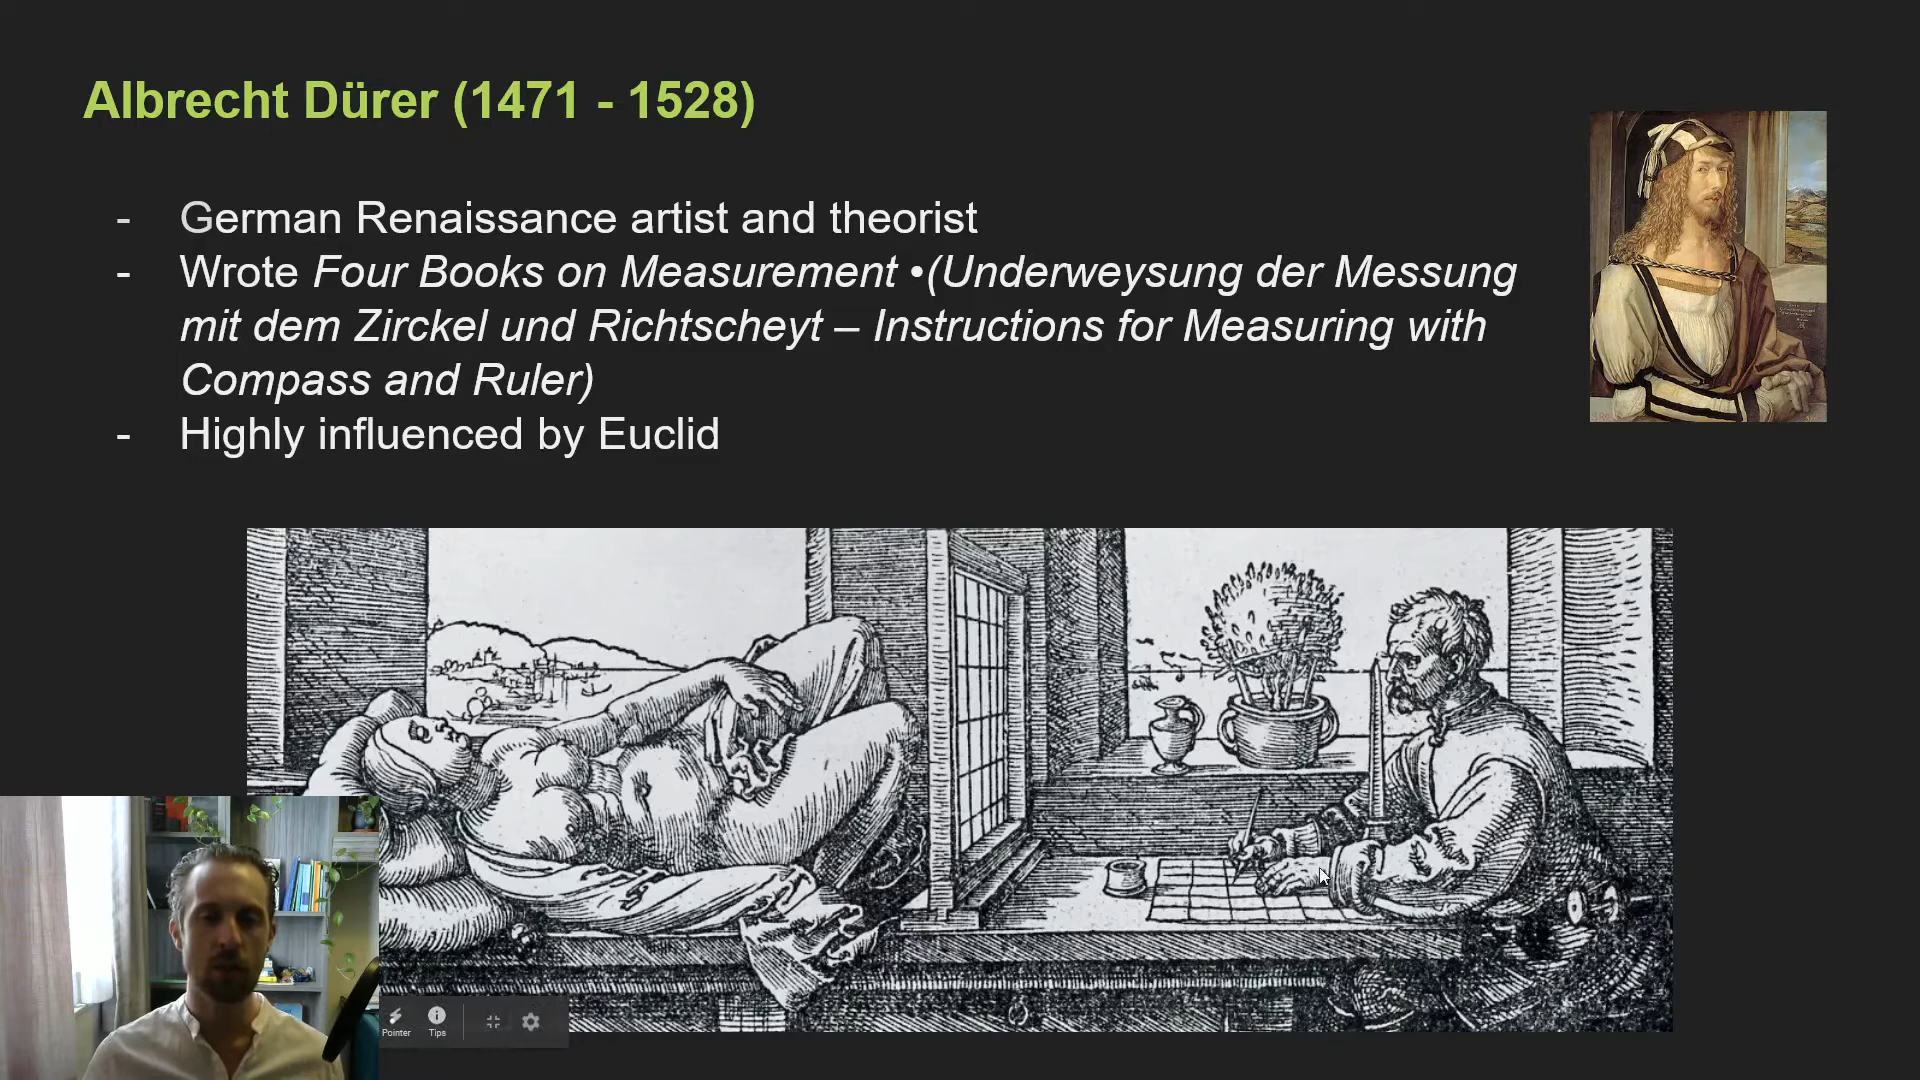 Albrecht Dürer (1471 - 1528)
- German Renaissance artist and theorist
- Wrote Four Books on Measurement •(Underweysung der Messung
mit dem Zirckel und Richtscheyt – Instructions for Measuring with
Compass and Ruler)
- Highly influenced by Euclid
Pointer
Tips